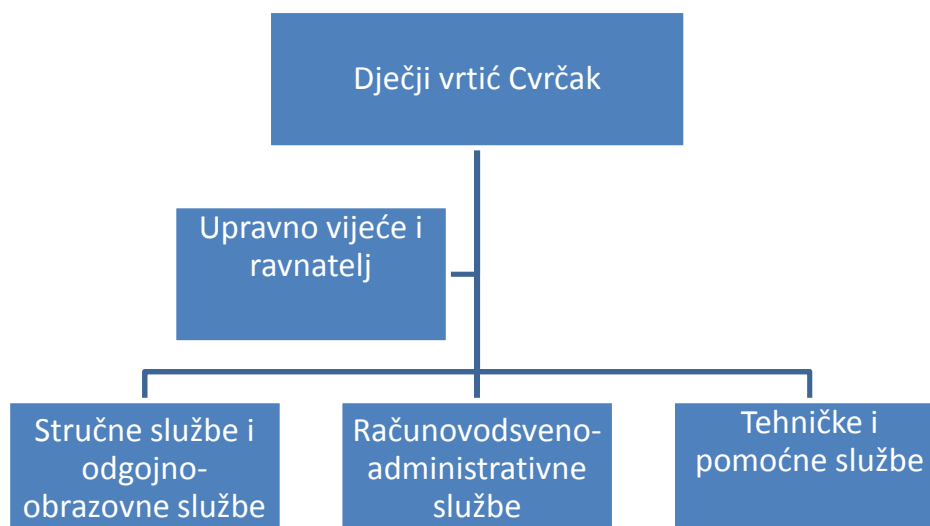 Dječji vrtić Cvrčak
Upravno vijeće i
ravnatelj
Stručne službe i
odgojno-
obrazovne službe
Računovodsveno-
administrativne
službe
Tehničke i
pomoćne službe